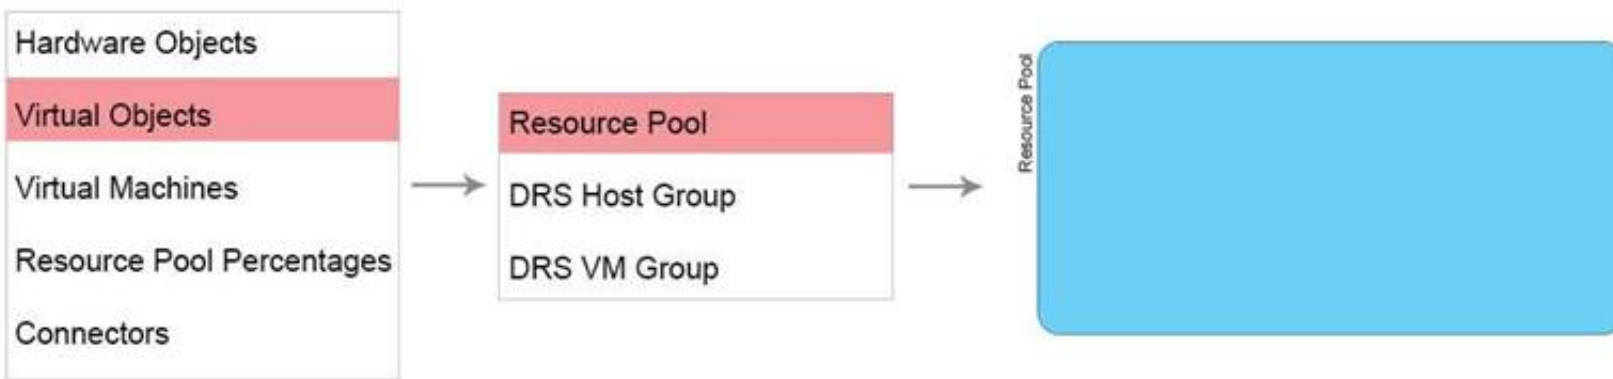 Hardware Objects
Virtual Objects
Virtual Machines
Resource Pool Percentages
Connectors
Resource Pool
DRS Host Group
DRS VM Group
Resource Pool